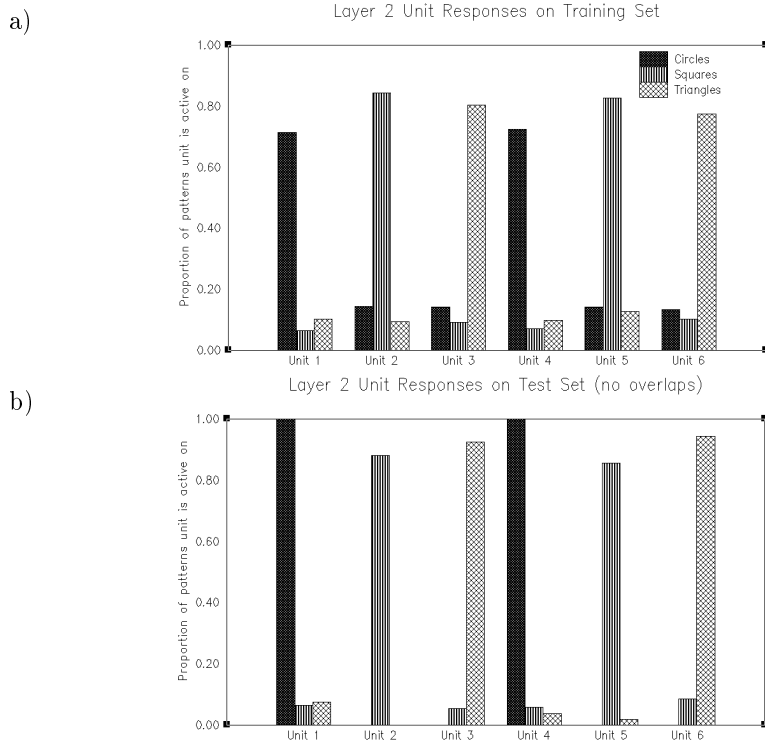 a)
Layer 2 Unit Responses on Training Set
Proportion of patterns unit is active on
1.00
0.80
0.60
0.40
0.20
0.00
Circles
Squares
Triangles
Unit 1 Unit 2 Unit 3 Unit 4 Unit 5 Unit 6
b)
Layer 2 Unit Responses on Test Set (no overlaps)
Proportion of patterns unit is active on
1.00
0.80
0.60
0.40
0.20
0.00
Unit 1 Unit 2 Unit 3 Unit 4 Unit 5 Unit 6